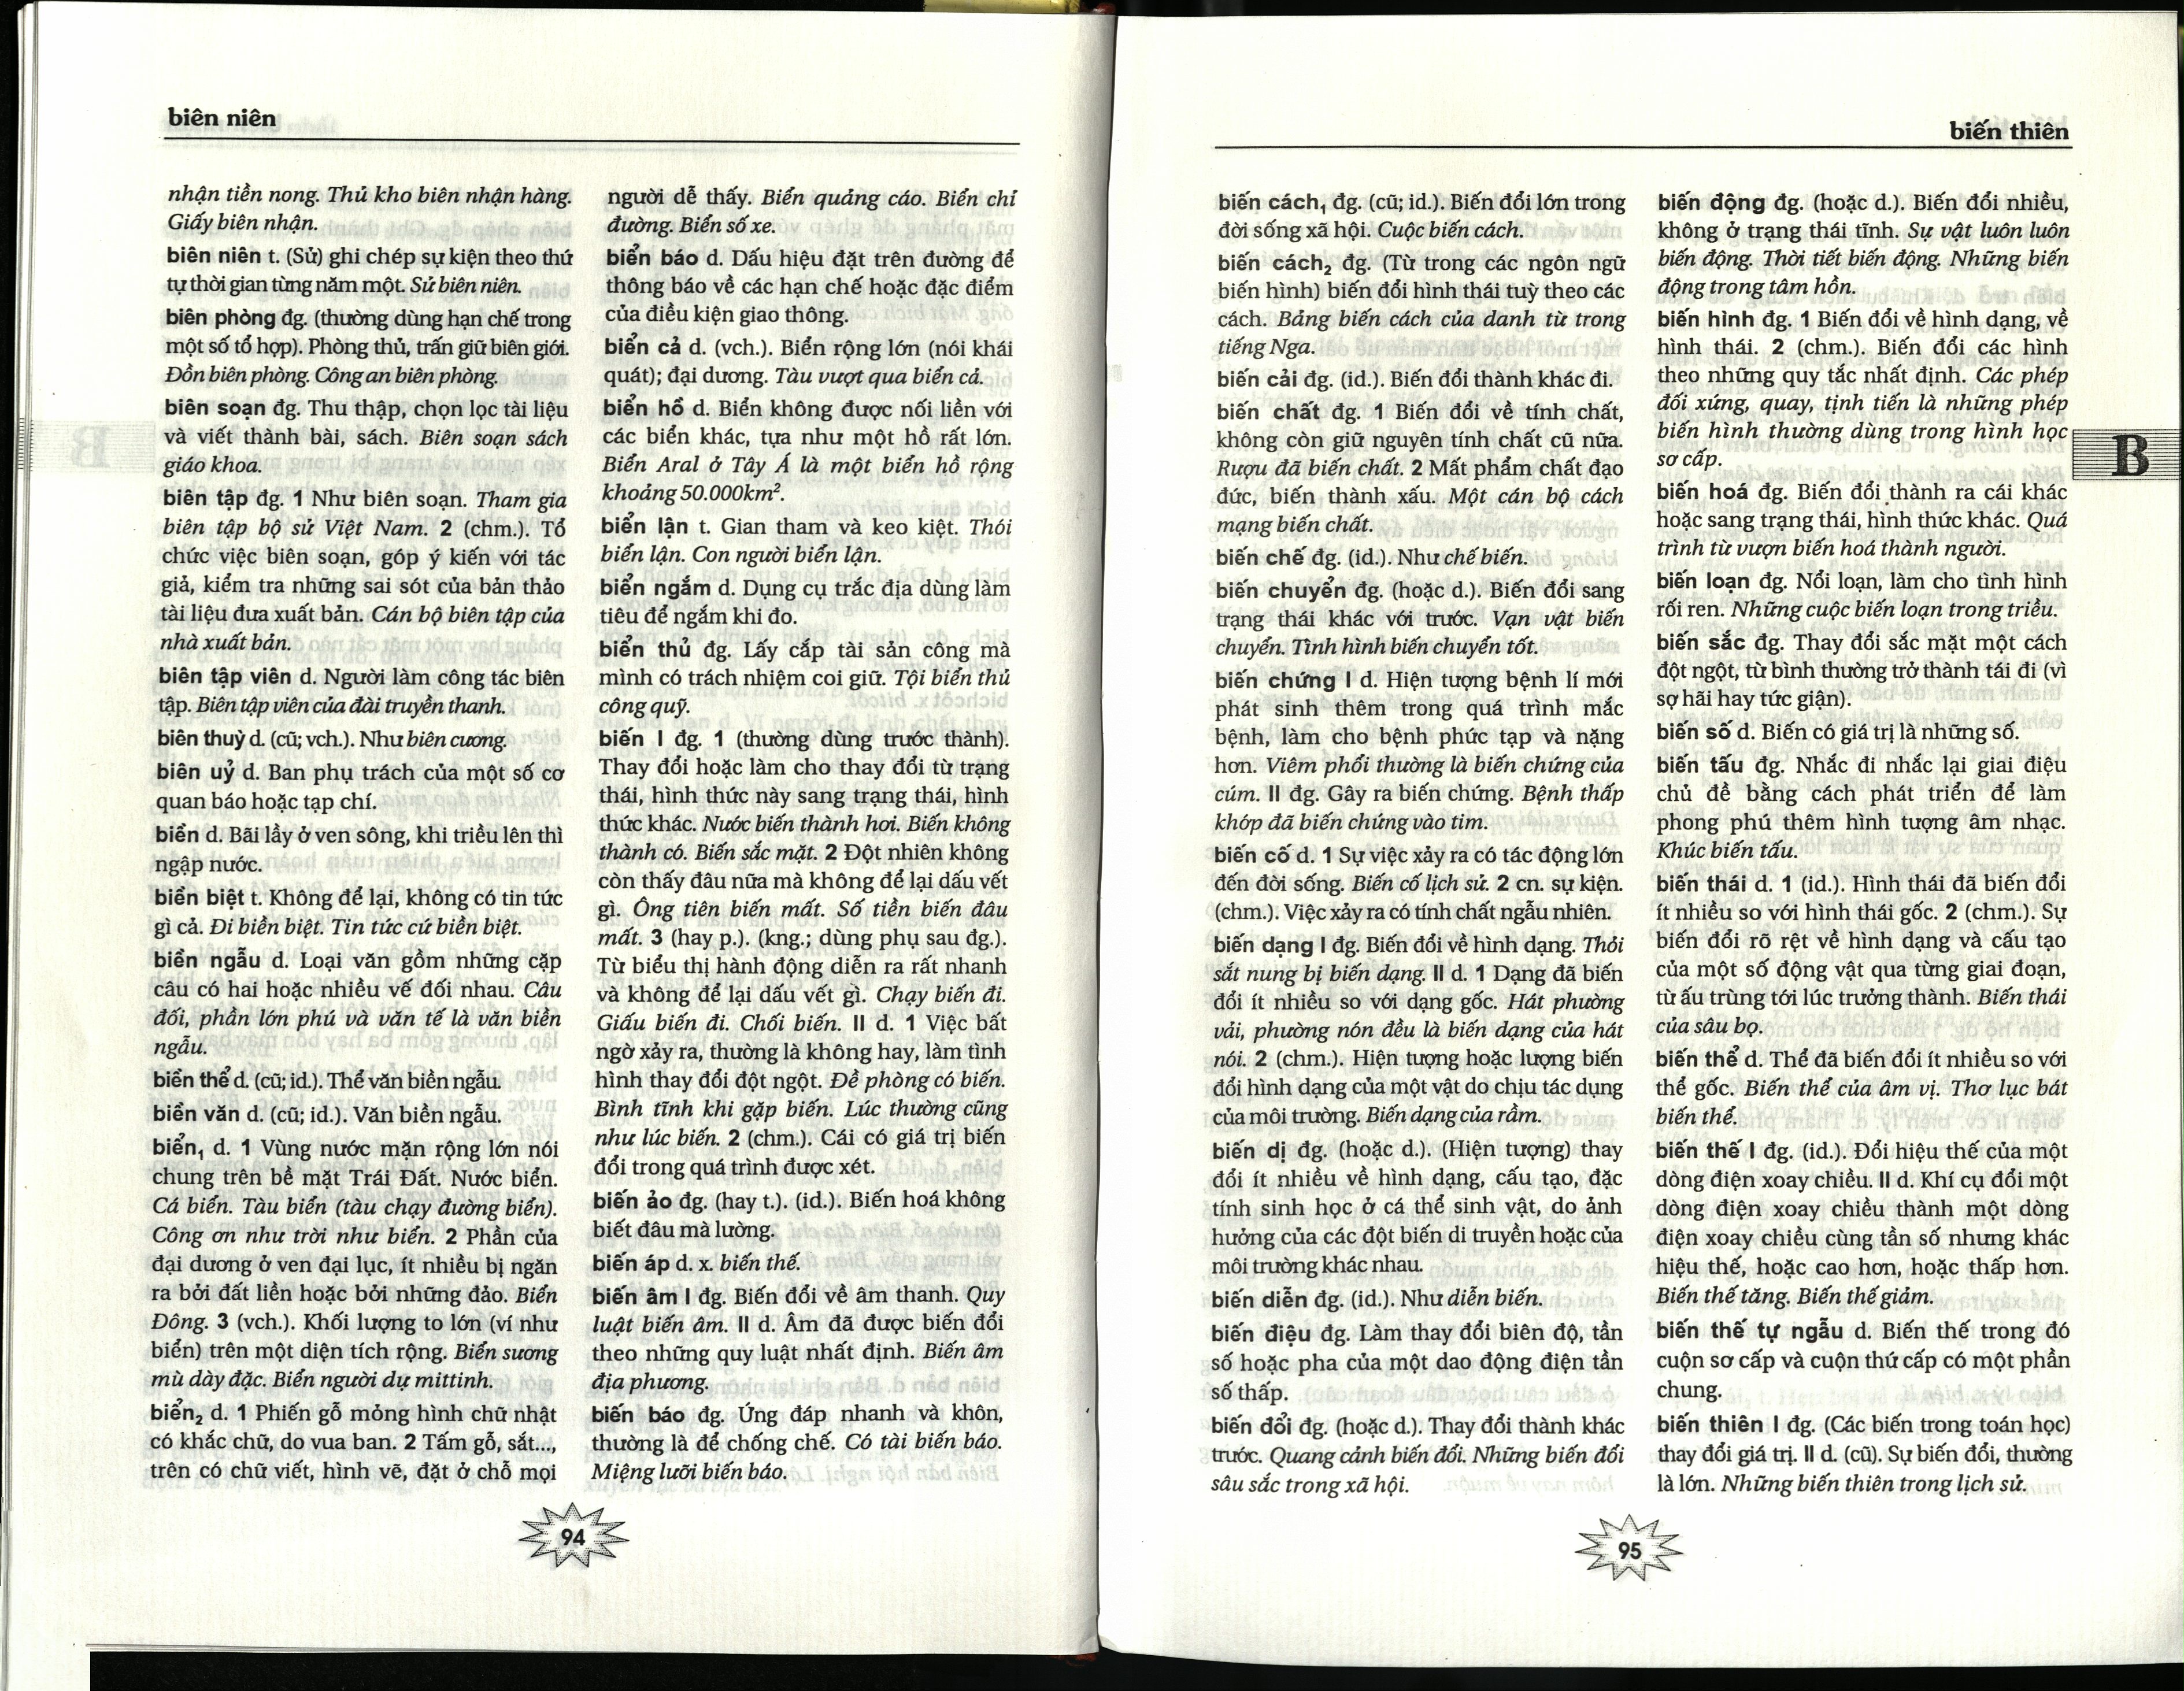 biên niên
nhận tiền nong. Thủ kho biên nhận hàng.
Giấy biên nhận.
biên niên t. (Sử) ghi chép sự kiện theo thứ
tự thời gian từng năm một. Sử biên niên.
biên phòng đg. (thường dùng hạn chế trong
một số tổ hợp). Phòng thủ, trấn giữ biên giới.
Đồn biên phòng. Công an biên phòng.
biên soạn đg. Thu thập, chọn lọc tài liệu
và viết thành bài, sách. Biên soạn sách
giáo khoa.
biên tập đg. 1 Như biên soạn. Tham gia
biên tập bộ sử Việt Nam. 2 (chm.). Tổ
chức việc biên soạn, góp ý kiến với tác
giả, kiểm tra những sai sót của bản thảo
tài liệu đưa xuất bản. Cán bộ biên tập của
nhà xuất bản.
biên tập viên d. Người làm công tác biên
tập. Biên tập viên của đài truyền thanh.
biên thuỳ d. (cũ; vch.). Như biên cương.
biên uỷ d. Ban phụ trách của một số cơ
quan báo hoặc tạp chí.
biền d. Bãi lầy ở ven sông, khi triều lên thì
ngập nước.
biền biệt t. Không để lại, không có tin tức
gì cả. Đi biền biệt. Tin tức cứ biền biệt.
biền ngẫu d. Loại văn gồm những cặp
câu có hai hoặc nhiều vế đối nhau. Câu
đối, phần lớn phú và văn tế là văn biền
ngẫu.
biền thể d. (cũ; id.). Thể văn biền ngẫu.
biền văn d. (cũ; id.). Văn biền ngẫu.
biển₁ d. 1 Vùng nước mặn rộng lớn nói
chung trên bề mặt Trái Đất. Nước biển.
Cá biển. Tàu biển (tàu chạy đường biển).
Công ơn như trời như biển. 2 Phần của
đại dương ở ven đại lục, ít nhiều bị ngăn
ra bởi đất liền hoặc bởi những đảo. Biển
Đông. 3 (vch.). Khối lượng to lớn (ví như
biển) trên một diện tích rộng. Biển sương
mù dày đặc. Biển người dự mittinh.
biển₂ d. 1 Phiến gỗ mỏng hình chữ nhật
có khắc chữ, do vua ban. 2 Tấm gỗ, sắt...,
trên có chữ viết, hình vẽ, đặt ở chỗ mọi
người dễ thấy. Biển quảng cáo. Biển chỉ
đường. Biển số xe.
biển báo d. Dấu hiệu đặt trên đường để
thông báo về các hạn chế hoặc đặc điểm
của điều kiện giao thông.
biển cả d. (vch.). Biển rộng lớn (nói khái
quát); đại dương. Tàu vượt qua biển cả.
biển hồ d. Biển không được nối liền với
các biển khác, tựa như một hồ rất lớn.
Biển Aral ở Tây Á là một biển hồ rộng
khoảng 50.000km².
biển lận t. Gian tham và keo kiệt. Thói
biển lận. Con người biển lận.
biển ngắm d. Dụng cụ trắc địa dùng làm
tiêu để ngắm khi đo.
biển thủ đg. Lấy cắp tài sản công mà
mình có trách nhiệm coi giữ. Tội biển thủ
công quỹ.
biến I đg. 1 (thường dùng trước thành).
Thay đổi hoặc làm cho thay đổi từ trạng
thái, hình thức này sang trạng thái, hình
thức khác. Nước biến thành hơi. Biến không
thành có. Biến sắc mặt. 2 Đột nhiên không
còn thấy đâu nữa mà không để lại dấu vết
gì. Ông tiên biến mất. Số tiền biến đâu
mất. 3 (hay p.). (kng.; dùng phụ sau đg.).
Từ biểu thị hành động diễn ra rất nhanh
và không để lại dấu vết gì. Chạy biến đi.
Giấu biến đi. Chối biến. II d. 1 Việc bất
ngờ xảy ra, thường là không hay, làm tình
hình thay đổi đột ngột. Đề phòng có biến.
Bình tĩnh khi gặp biến. Lúc thường cũng
như lúc biến. 2 (chm.). Cái có giá trị biến
đổi trong quá trình được xét.
biến ảo đg. (hay t.). (id.). Biến hoá không
biết đâu mà lường.
biến áp d. x. biến thế.
biến âm I đg. Biến đổi về âm thanh. Quy
luật biến âm. II d. Âm đã được biến đổi
theo những quy luật nhất định. Biến âm
địa phương.
biến báo đg. Ứng đáp nhanh và khôn,
thường là để chống chế. Có tài biến báo.
Miệng lưỡi biến báo.
94
biến thiên
biến cách₁ đg. (cũ; id.). Biến đổi lớn trong
đời sống xã hội. Cuộc biến cách.
biến cách₂ đg. (Từ trong các ngôn ngữ
biến hình) biến đổi hình thái tuỳ theo các
cách. Bảng biến cách của danh từ trong
tiếng Nga.
biến cải đg. (id.). Biến đổi thành khác đi.
biến chất đg. 1 Biến đổi về tính chất,
không còn giữ nguyên tính chất cũ nữa.
Rượu đã biến chất. 2 Mất phẩm chất đạo
đức, biến thành xấu. Một cán bộ cách
mạng biến chất.
biến chế đg. (id.). Như chế biến.
biến chuyển đg. (hoặc d.). Biến đổi sang
trạng thái khác với trước. Vạn vật biến
chuyển. Tình hình biến chuyển tốt.
biến chứng I d. Hiện tượng bệnh lí mới
phát sinh thêm trong quá trình mắc
bệnh, làm cho bệnh phức tạp và nặng
hơn. Viêm phổi thường là biến chứng của
cúm. II đg. Gây ra biến chứng. Bệnh thấp
khớp đã biến chứng vào tim.
biến cố d. 1 Sự việc xảy ra có tác động lớn
đến đời sống. Biến cố lịch sử. 2 cn. sự kiện.
(chm.). Việc xảy ra có tính chất ngẫu nhiên.
biến dạng I đg. Biến đổi về hình dạng. Thỏi
sắt nung bị biến dạng. II d. 1 Dạng đã biến
đổi ít nhiều so với dạng gốc. Hát phường
vải, phường nón đều là biến dạng của hát
nói. 2 (chm.). Hiện tượng hoặc lượng biến
đổi hình dạng của một vật do chịu tác dụng
của môi trường. Biến dạng của rầm.
biến dị đg. (hoặc d.). (Hiện tượng) thay
đổi ít nhiều về hình dạng, cấu tạo, đặc
tính sinh học ở cá thể sinh vật, do ảnh
hưởng của các đột biến di truyền hoặc của
môi trường khác nhau.
biến diễn đg. (id.). Như diễn biến.
biến điệu đg. Làm thay đổi biên độ, tần
số hoặc pha của một dao động điện tần
số thấp.
biến đổi đg. (hoặc d.). Thay đổi thành khác
trước. Quang cảnh biến đổi. Những biến đổi
sâu sắc trong xã hội.
biến động đg. (hoặc d.). Biến đổi nhiều,
không ở trạng thái tĩnh. Sự vật luôn luôn
biến động. Thời tiết biến động. Những biến
động trong tâm hồn.
biến hình đg. 1 Biến đổi về hình dạng, về
hình thái. 2 (chm.). Biến đổi các hình
theo những quy tắc nhất định. Các phép
đối xứng, quay, tịnh tiến là những phép
biến hình thường dùng trong hình học
sơ cấp.
biến hoá đg. Biến đổi thành ra cái khác
hoặc sang trạng thái, hình thức khác. Quá
trình từ vượn biến hoá thành người.
biến loạn đg. Nổi loạn, làm cho tình hình
rối ren. Những cuộc biến loạn trong triều.
biến sắc đg. Thay đổi sắc mặt một cách
đột ngột, từ bình thường trở thành tái đi (vì
sợ hãi hay tức giận).
biến số d. Biến có giá trị là những số.
biến tấu đg. Nhắc đi nhắc lại giai điệu
chủ đề bằng cách phát triển để làm
phong phú thêm hình tượng âm nhạc.
Khúc biến tấu.
biến thái d. 1 (id.). Hình thái đã biến đổi
ít nhiều so với hình thái gốc. 2 (chm.). Sự
biến đổi rõ rệt về hình dạng và cấu tạo
của một số động vật qua từng giai đoạn,
từ ấu trùng tới lúc trưởng thành. Biến thái
của sâu bọ.
biến thể d. Thể đã biến đổi ít nhiều so với
thể gốc. Biến thể của âm vị. Thơ lục bát
biến thể.
biến thế I đg. (id.). Đổi hiệu thế của một
dòng điện xoay chiều. II d. Khí cụ đổi một
dòng điện xoay chiều thành một dòng
điện xoay chiều cùng tần số nhưng khác
hiệu thế, hoặc cao hơn, hoặc thấp hơn.
Biến thế tăng. Biến thế giảm.
biến thế tự ngẫu d. Biến thế trong đó
cuộn sơ cấp và cuộn thứ cấp có một phần
chung.
biến thiên I đg. (Các biến trong toán học)
thay đổi giá trị. II d. (cũ). Sự biến đổi, thường
là lớn. Những biến thiên trong lịch sử.
B
95